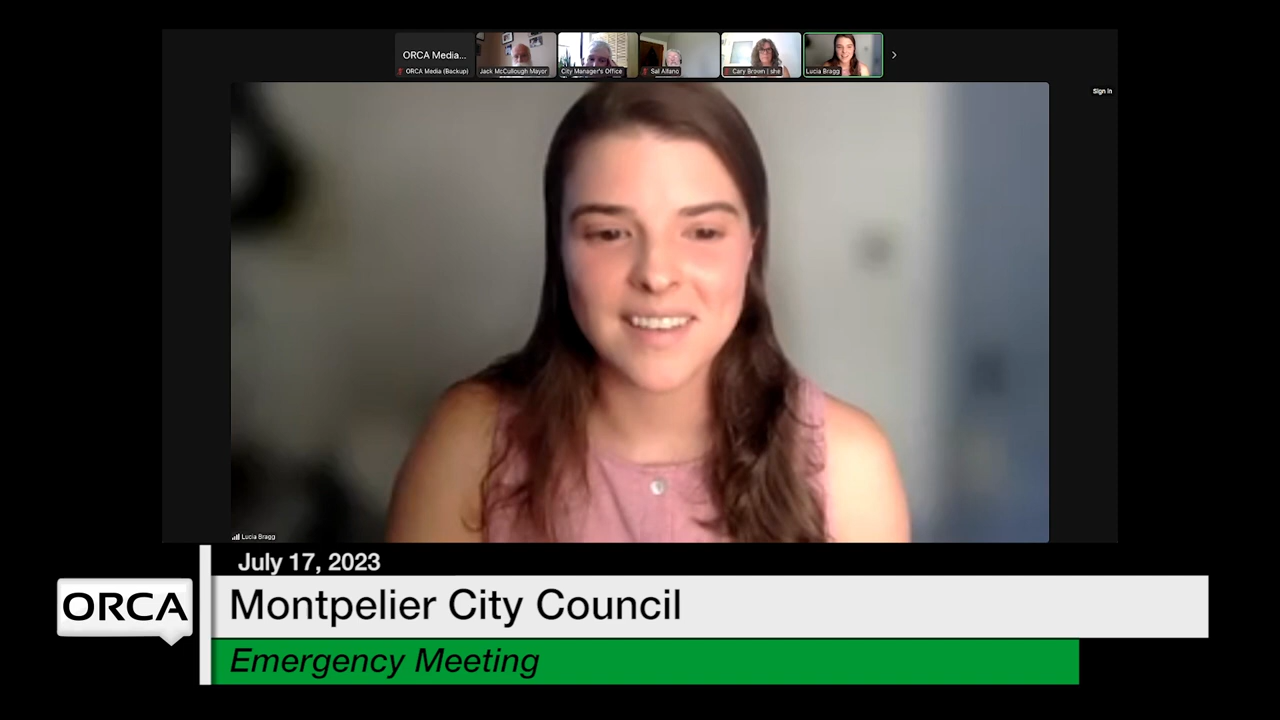 ORCA Media...
ORCA Media (Backup)
Jack McCullough Mayor
City Manager's Office
Sal Alfano
Cary Brown | she
Lucia Bragg
Sign in
Lucia Bragg
July 17, 2023
ORCA
Montpelier City Council
Emergency Meeting